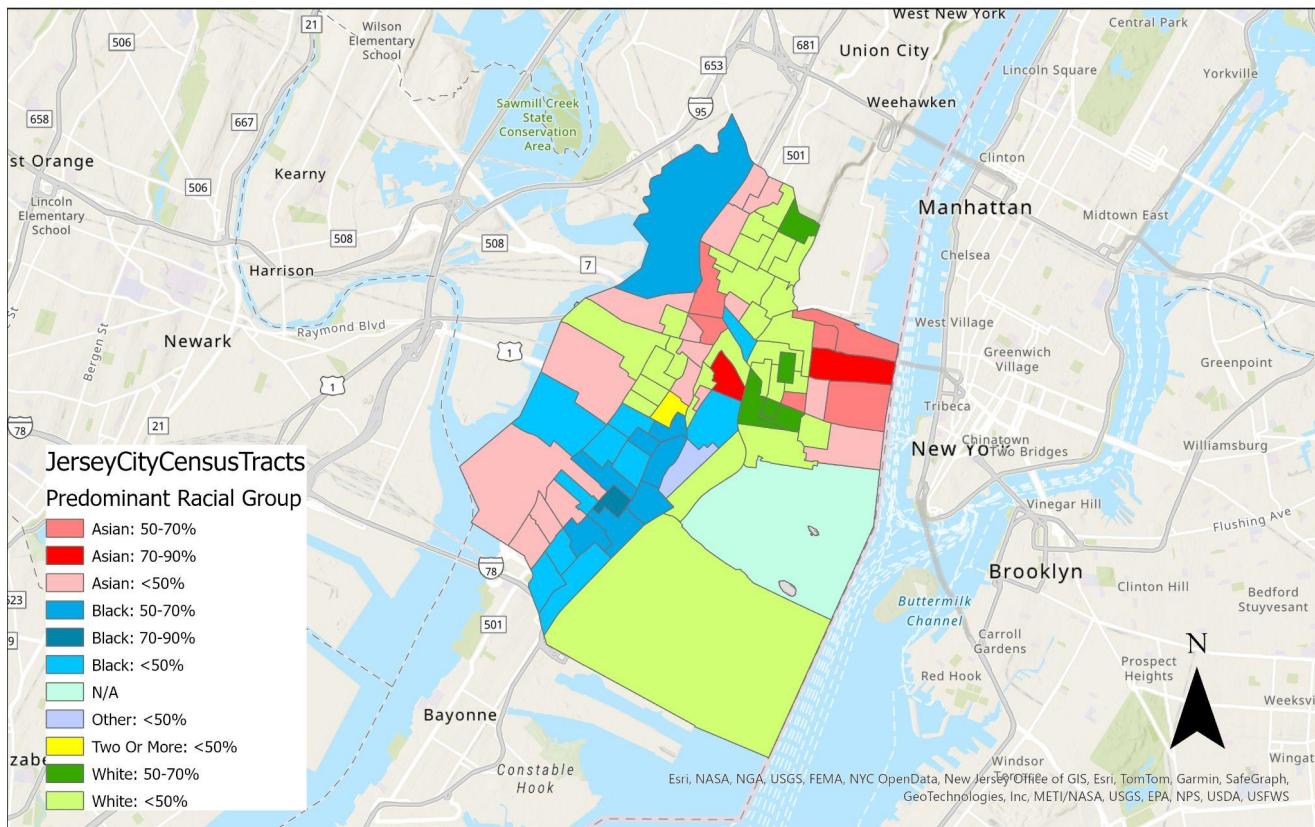 West New York
Central Park
21
Wilson
Elementary
School
506
506
681
Union City
Lincoln Square
Yorkville
653
Sawmill Creek
State
Conservation
Area
95
Weehawken
658
667
501
Clinton
st Orange
Kearny
506
Lincoln
Elementary
School
Manhattan
Midtown East
508
508
Chelsea
Harrison
7
Raymond Blvd
West Village
Newark
1
Greenwich
Village
Greenpoint
Bergen St
1
Tribeca
21
78
New Yo
Chinatown
Two Bridges
Williamsburg
JerseyCityCensusTracts
Predominant Racial Group
Asian: 50-70%
Asian: 70-90%
Asian: <50%
Black: 50-70%
Black: 70-90%
Black: <50%
N/A
Other: <50%
Two Or More: <50%
White: 50-70%
White: <50%
Vinegar Hill
Flushing Ave
78
Brooklyn
Clinton Hill
Bedford
Stuyvesant
Buttermilk
Channel
623
501
Carroll
Gardens
N
Red Hook
Prospect
Heights
Weeksvi
Bayonne
9
Constable
Hook
Windsor
Wingat
Esri, NASA, NGA, USGS, FEMA, NYC OpenData, New Jersey Office of GIS, Esri, TomTom, Garmin, SafeGraph,
GeoTechnologies, Inc, METI/NASA, USGS, EPA, NPS, USDA, USFWS